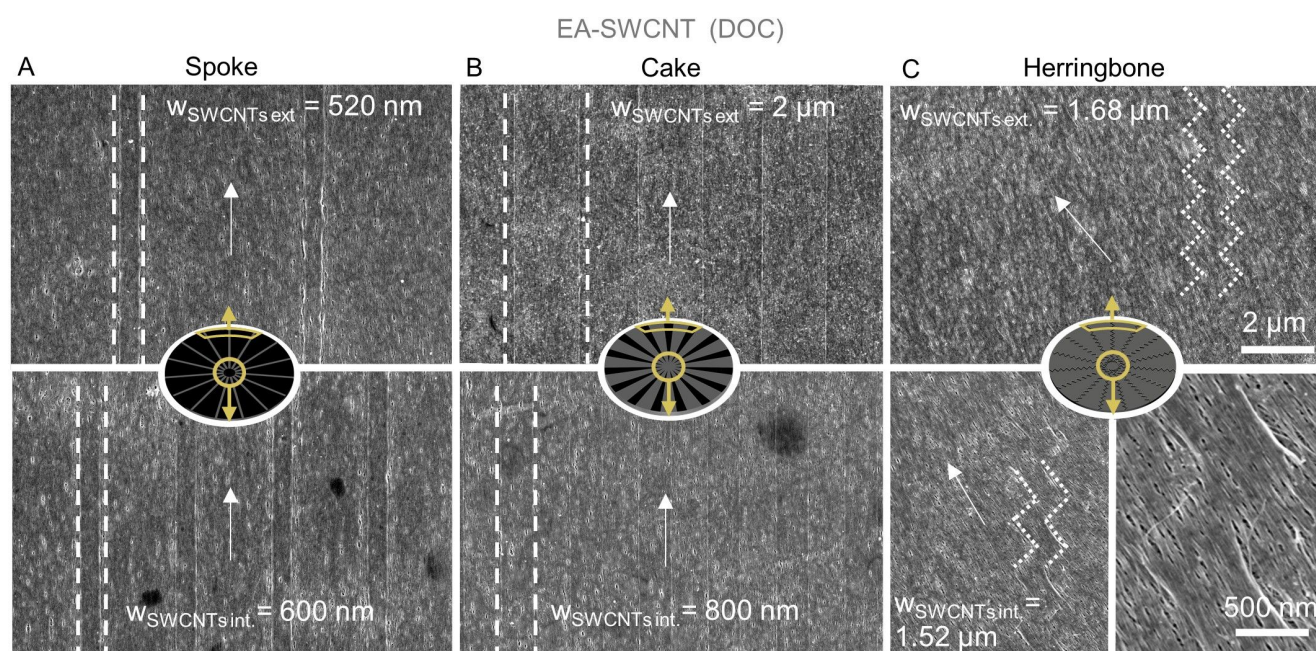 EA-SWCNT (DOC)
A Spoke
B Cake
C Herringbone
wSWCNTs ext = 520 nm
wSWCNTs ext = 2 µm
wSWCNTs ext. = 1.68 µm
2 µm
wSWCNTs int. = 600 nm
wSWCNTs int. = 800 nm
wSWCNTs int. =
1.52 µm
500 nm